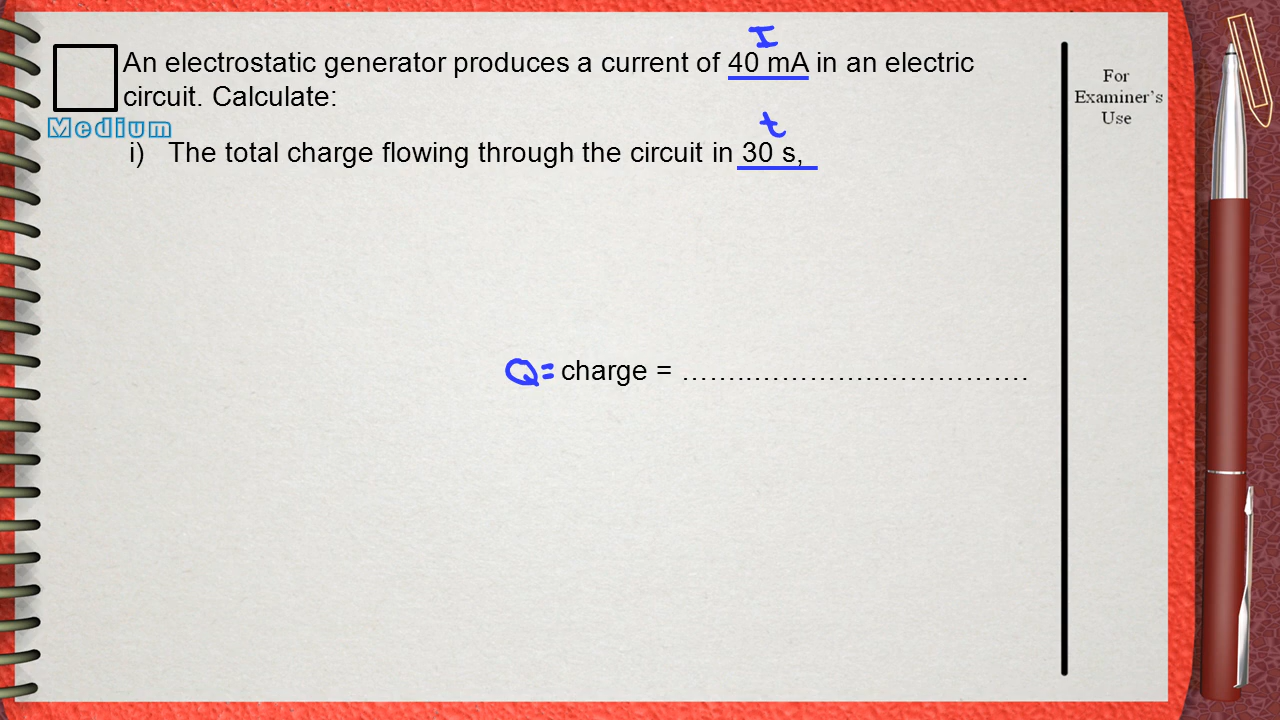 I
An electrostatic generator produces a current of 40 mA in an electric
circuit. Calculate:
Medium
t
i) The total charge flowing through the circuit in 30 s,
Q= charge = ……..…………..…………….
For
Examiner's
Use